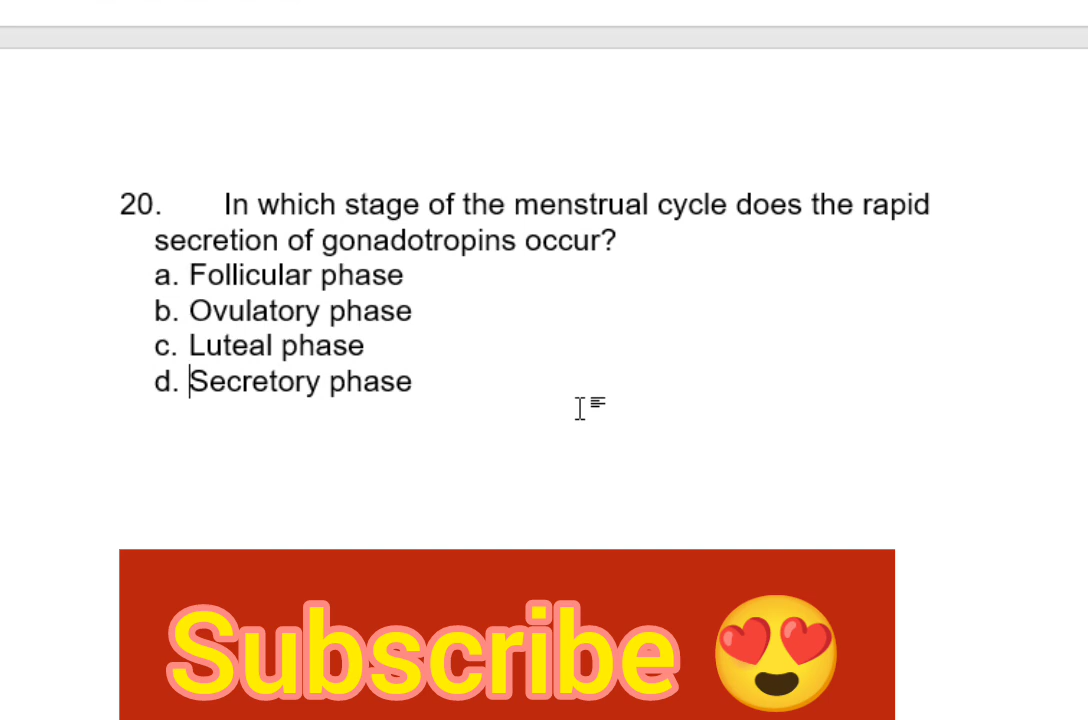 20. In which stage of the menstrual cycle does the rapid
secretion of gonadotropins occur?
a. Follicular phase
b. Ovulatory phase
c. Luteal phase
d. Secretory phase
Subscribe 😍